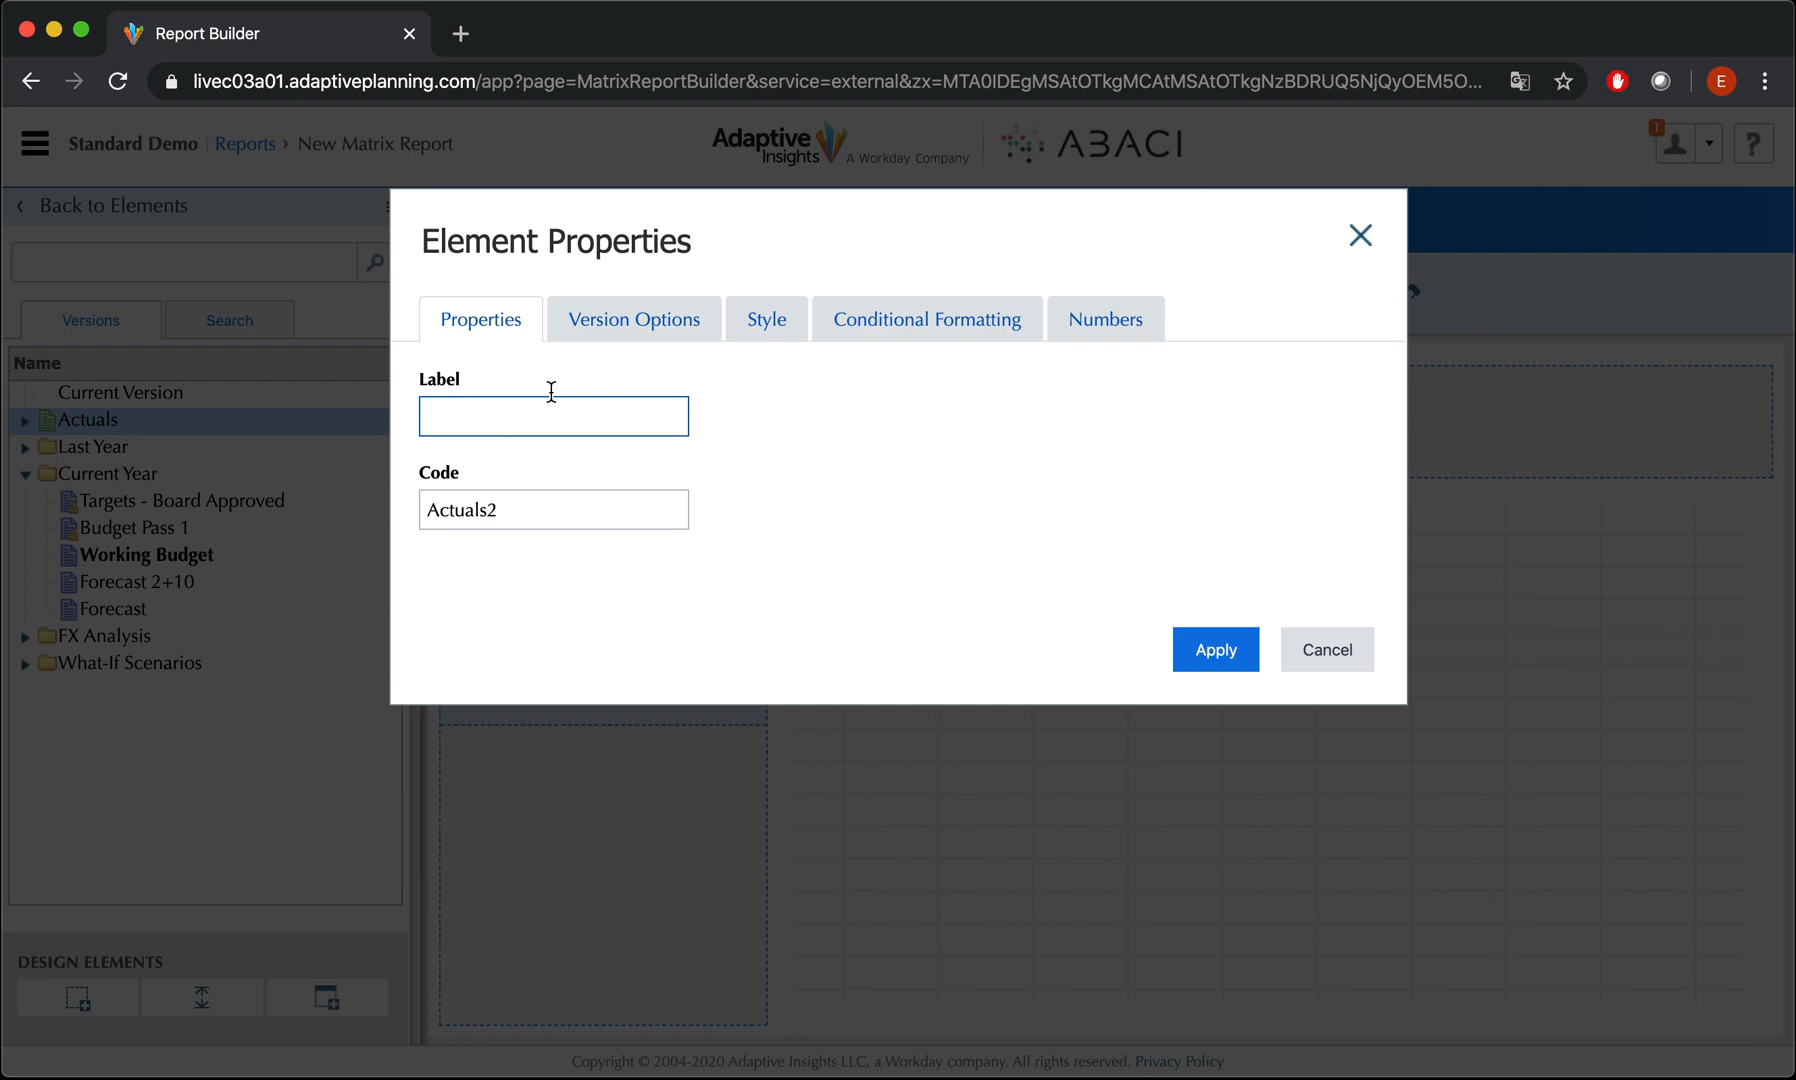 Report Builder
livec03a01.adaptiveplanning.com/app?page=MatrixReportBuilder&service=external&zx=MTA0IDEgMSAtOTkgMCAtMSAtOTkgNzBDRUQ5NjQyOEM5O...
E
Standard Demo Reports › New Matrix Report
Adaptive Insights A Workday Company
ABACI
1
?
‹ Back to Elements
Element Properties
Versions Search
Properties Version Options Style Conditional Formatting Numbers
Name
Label
Current Version
Actuals
Last Year
Current Year
Code
Targets - Board Approved
Actuals2
Budget Pass 1
Working Budget
Forecast 2+10
Forecast
FX Analysis
What-If Scenarios
Apply Cancel
DESIGN ELEMENTS
Copyright © 2004-2020 Adaptive Insights LLC, a Workday company. All rights reserved. Privacy Policy